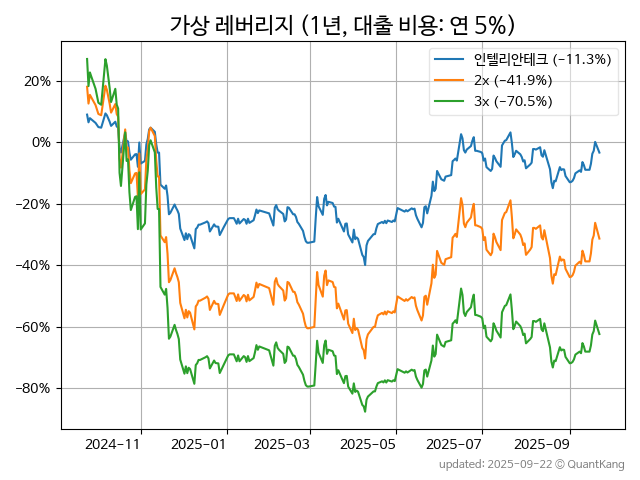 가상 레버리지 (1년, 대출 비용: 연 5%)
인텔리안테크 (−11.3%)
2x (−41.9%)
3x (−70.5%)
20%
0%
−20%
−40%
−60%
−80%
2024-11 2025-01 2025-03 2025-05 2025-07 2025-09
updated: 2025-09-22 © QuantKang